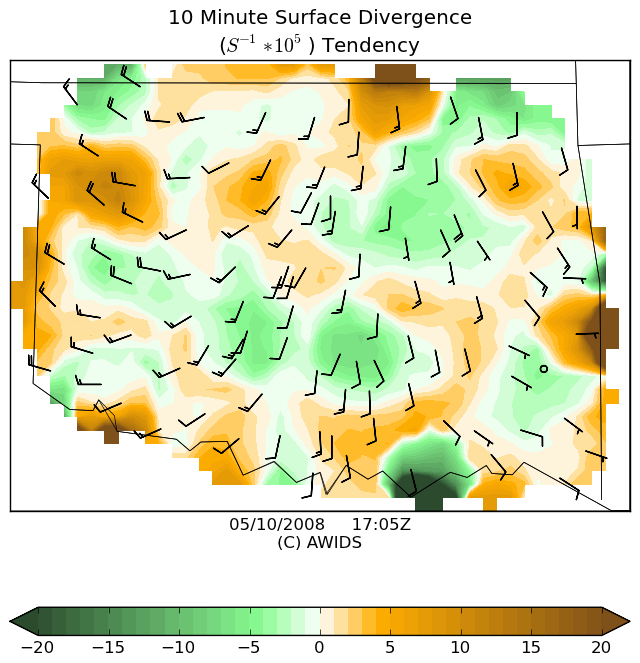 10 Minute Surface Divergence
(S⁻¹ * 10⁵ ) Tendency
05/10/2008 17:05Z
(C) AWIDS
−20 −15 −10 −5 0 5 10 15 20